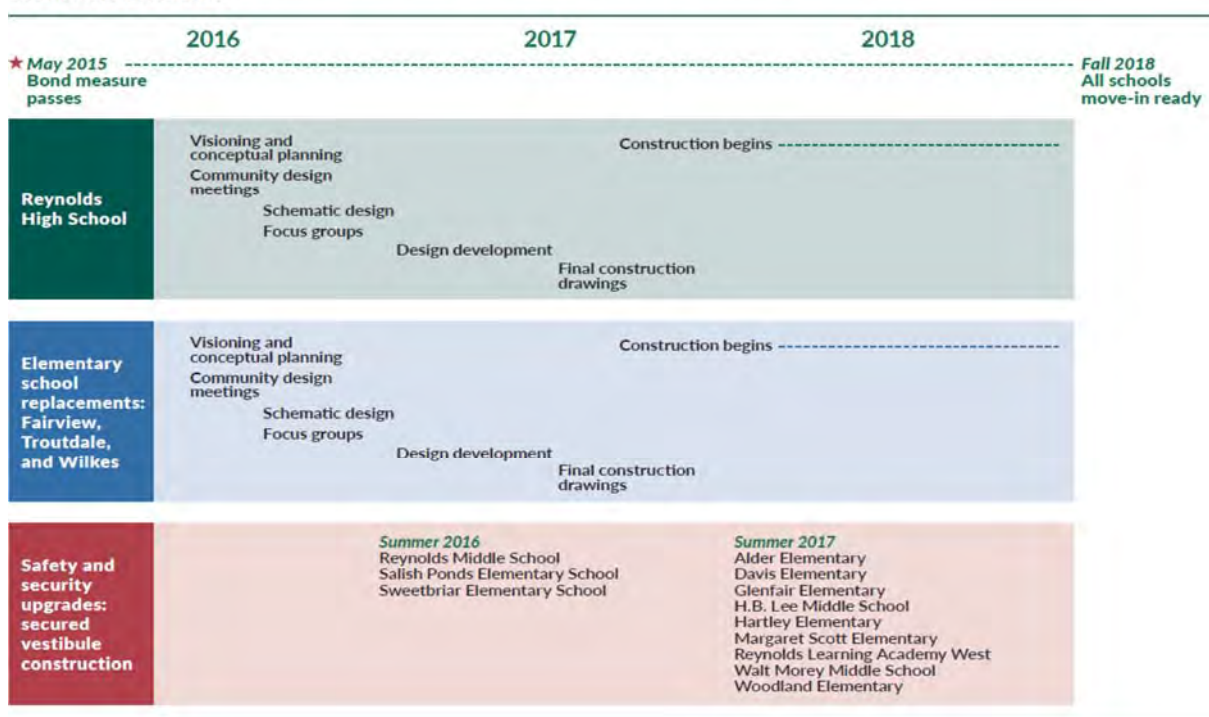 2016 2017 2018
★ May 2015
Bond measure
passes
Fall 2018
All schools
move-in ready
Reynolds
High School
Visioning and
conceptual planning
Community design
meetings
Schematic design
Focus groups
Design development
Final construction
drawings
Construction begins
Elementary
school
replacements:
Fairview,
Troutdale,
and Wilkes
Visioning and
conceptual planning
Community design
meetings
Schematic design
Focus groups
Design development
Final construction
drawings
Construction begins
Safety and
security
upgrades:
secured
vestibule
construction
Summer 2016
Reynolds Middle School
Salish Ponds Elementary School
Sweetbriar Elementary School
Summer 2017
Alder Elementary
Davis Elementary
Glenfair Elementary
H.B. Lee Middle School
Hartley Elementary
Margaret Scott Elementary
Reynolds Learning Academy West
Walt Morey Middle School
Woodland Elementary